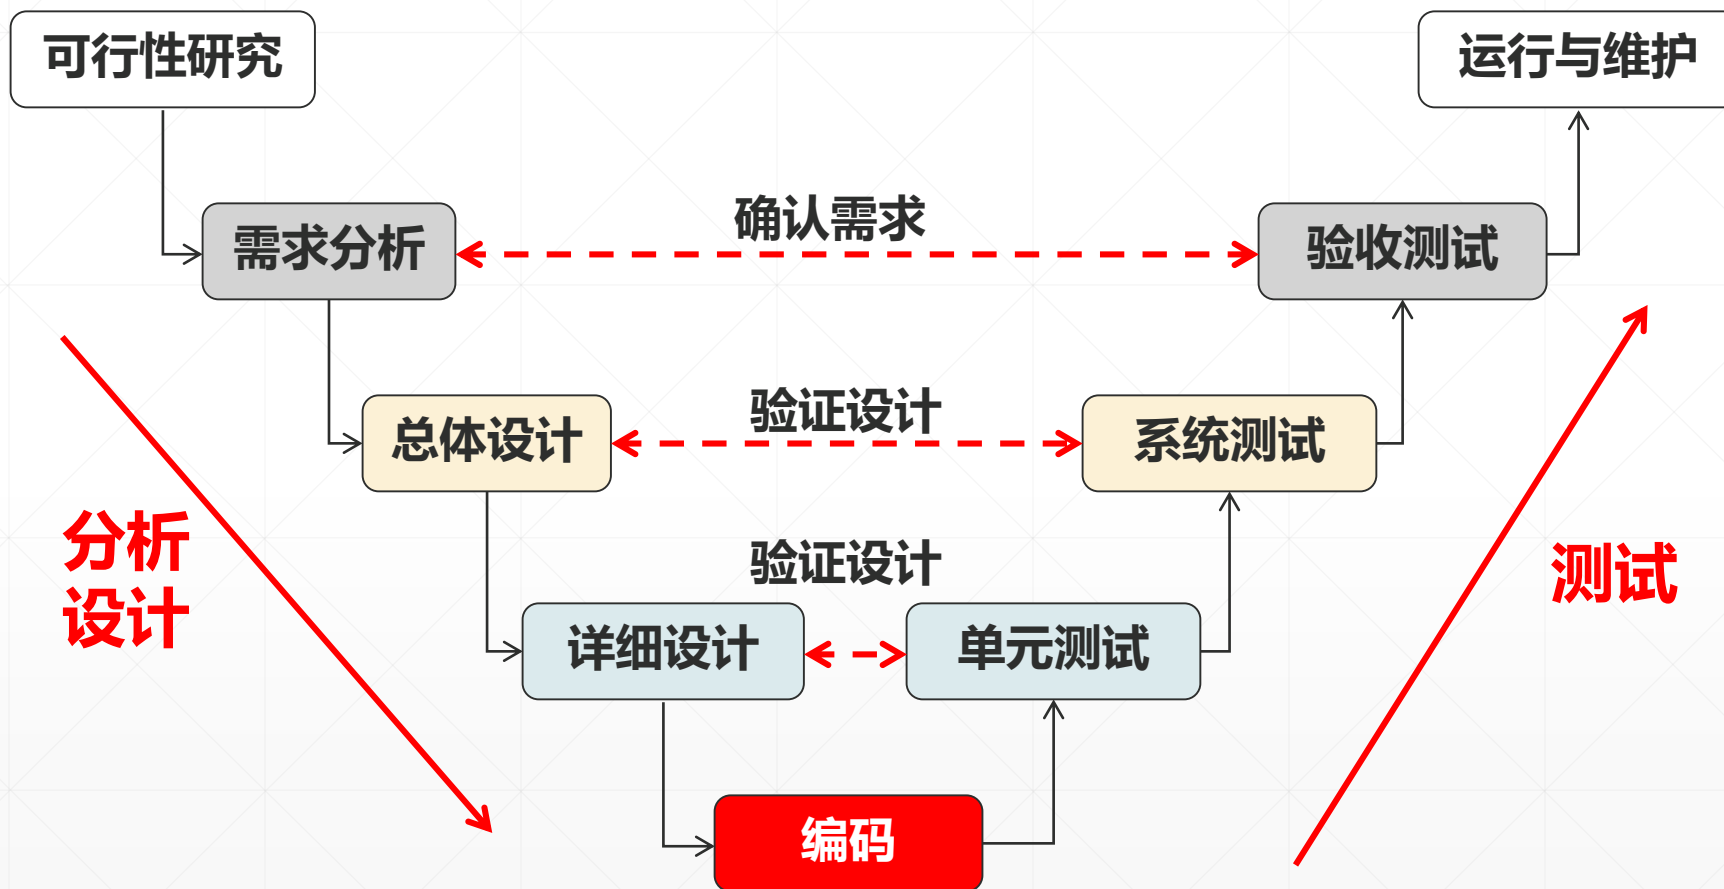 可行性研究
运行与维护
确认需求
需求分析
验收测试
验证设计
总体设计
系统测试
分析
设计
验证设计
测试
详细设计
单元测试
编码